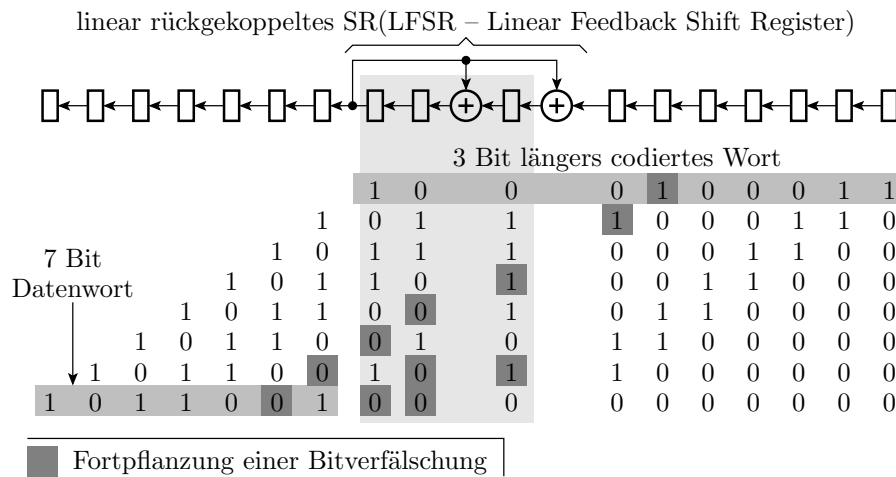 linear rückgekoppeltes SR(LFSR – Linear Feedback Shift Register)
+ +
3 Bit längers codiertes Wort
1 0 0 0 1 0 0 0 1 1
1 0 1 1 1 0 0 0 1 1 0
1 0 1 1 1 0 0 0 1 1 0 0
7 Bit
Datenwort
1 0 1 1 0 1 0 0 1 1 0 0 0
1 0 1 1 0 0 1 0 1 1 0 0 0 0
1 0 1 1 0 0 1 0 1 1 0 0 0 0 0
1 0 1 1 0 0 1 0 1 1 0 0 0 0 0 0
1 0 1 1 0 0 1 0 0 0 0 0 0 0 0 0 0
Fortpflanzung einer Bitverfälschung